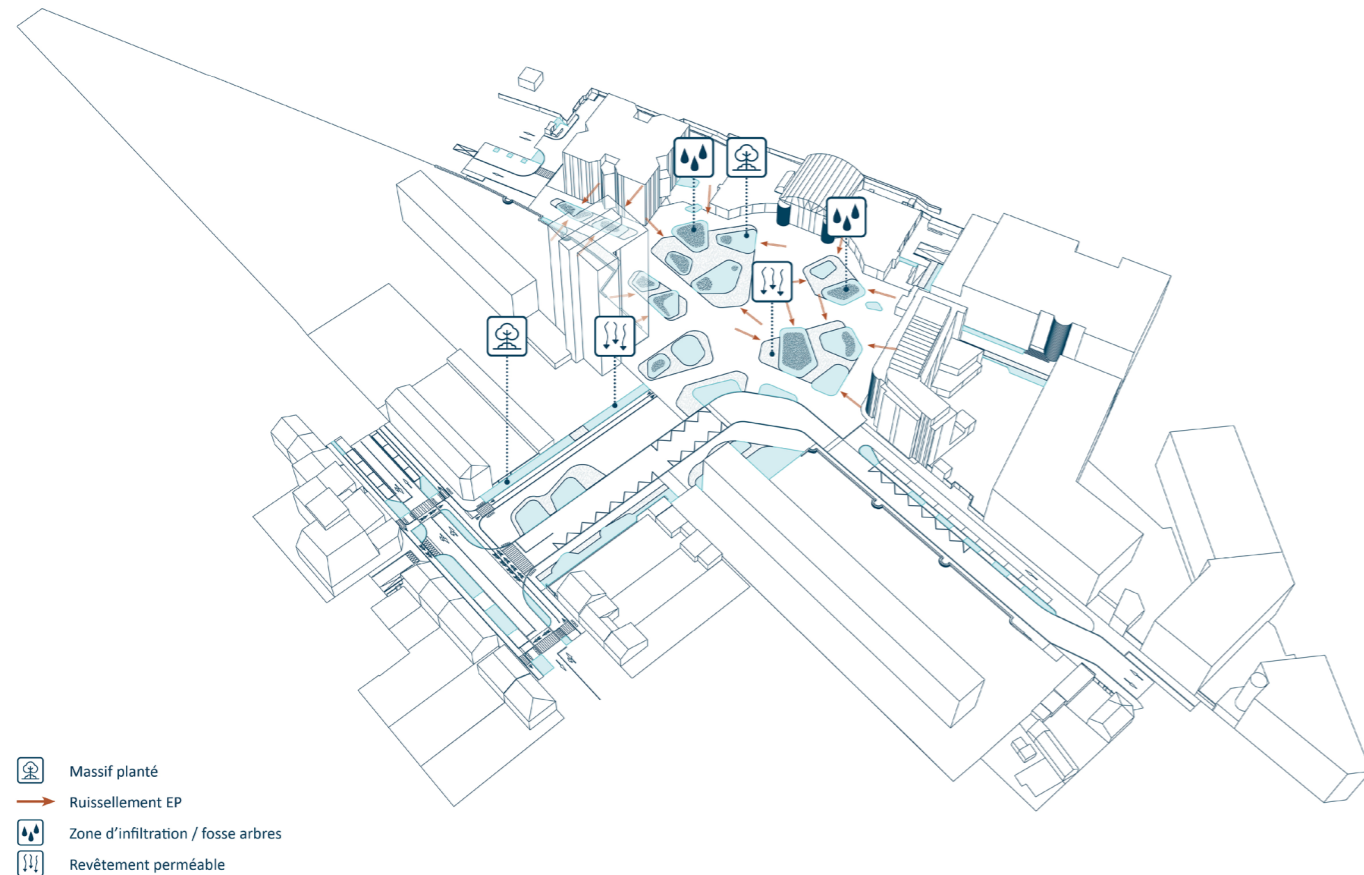 Massif planté
Ruissellement EP
Zone d’infiltration / fosse arbres
Revêtement perméable